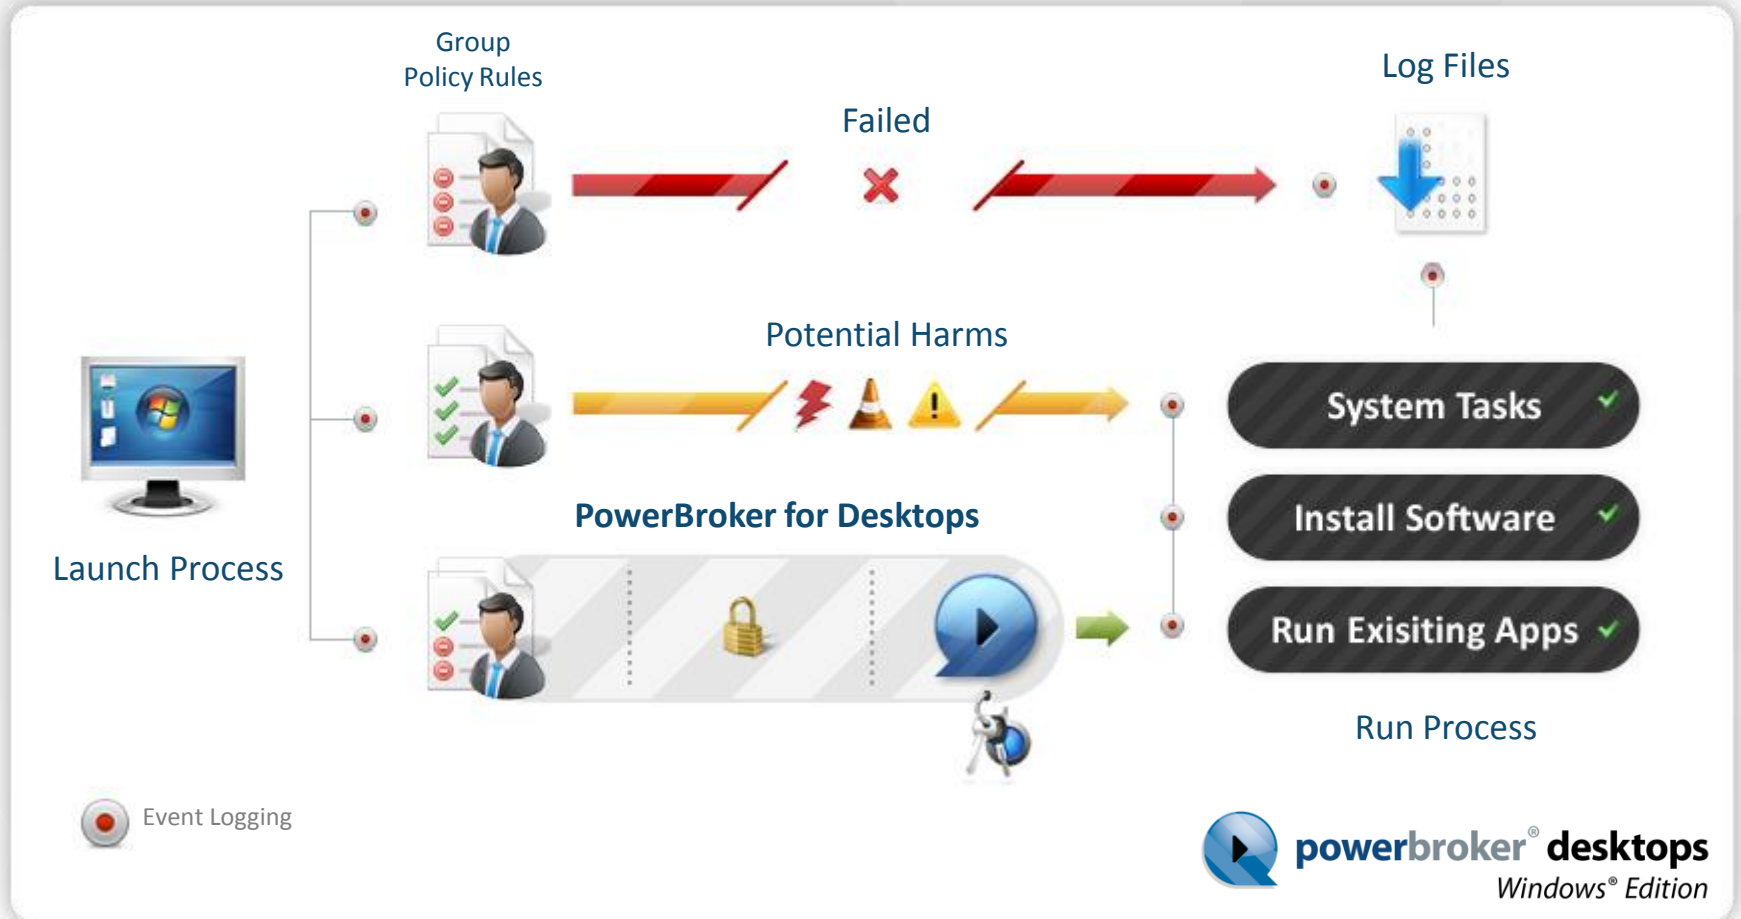 Group
Policy Rules
Failed
Log Files
Potential Harms
System Tasks
PowerBroker for Desktops
Install Software
Launch Process
Run Exisiting Apps
Run Process
Event Logging
powerbroker® desktops
Windows® Edition